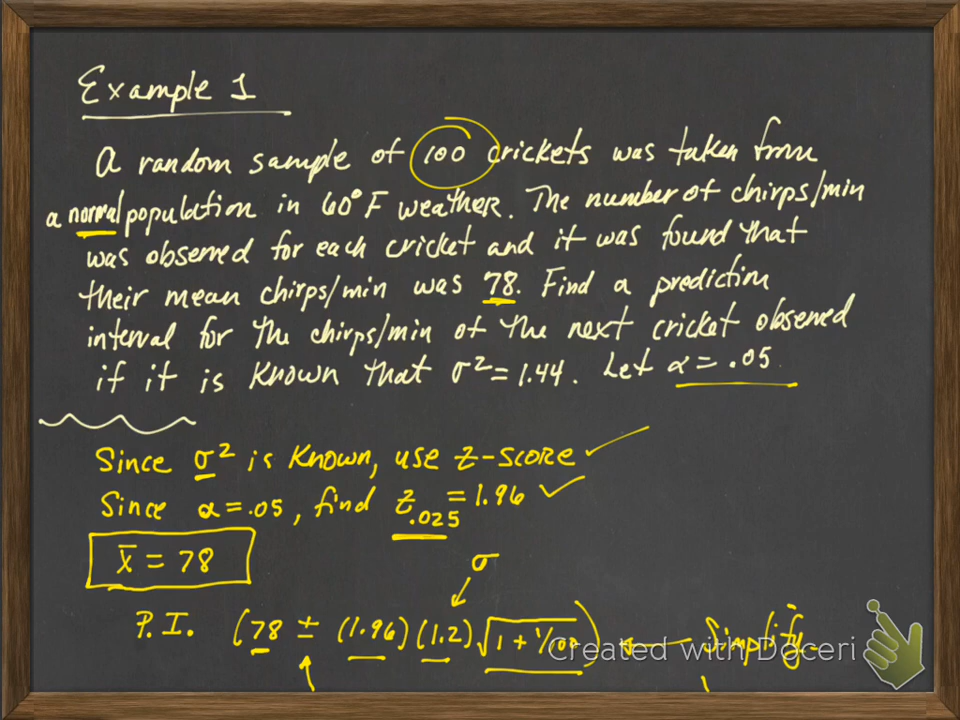 Example 1
A random sample of 100 crickets was taken from
a normal population in 60°F weather. The number of chirps/min
was observed for each cricket and it was found that
their mean chirps/min was 78. Find a prediction
interval for the chirps/min of the next cricket observed
if it is known that σ² = 1.44. Let α = .05.
Since σ² is known, use z-score ✓
Since α = .05, find z.025 = 1.96 ✓
x̄ = 78
σ
P.I. (78 ± (1.96)(1.2)√(1 + 1/100)) ← Simplify.
Created with Doceri